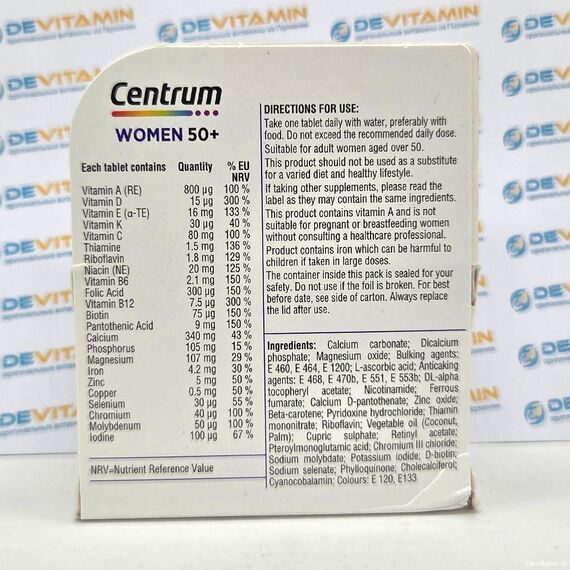 DEVITAMIN
оригинальные витамины из Германии
Centrum
WOMEN 50+
Each tablet contains Quantity % EU NRV
Vitamin A (RE) 800 µg 100 %
Vitamin D 15 µg 300 %
Vitamin E (α-TE) 16 mg 133 %
Vitamin K 30 µg 40 %
Vitamin C 80 mg 100 %
Thiamine 1.5 mg 136 %
Riboflavin 1.8 mg 129 %
Niacin (NE) 20 mg 125 %
Vitamin B6 2.1 mg 150 %
Folic Acid 300 µg 150 %
Vitamin B12 7.5 µg 300 %
Biotin 75 µg 150 %
Pantothenic Acid 9 mg 150 %
Calcium 340 mg 43 %
Phosphorus 105 mg 15 %
Magnesium 107 mg 29 %
Iron 4.2 mg 30 %
Zinc 5 mg 50 %
Copper 0.5 mg 50 %
Selenium 30 µg 55 %
Chromium 40 µg 100 %
Molybdenum 50 µg 100 %
Iodine 100 µg 67 %
NRV=Nutrient Reference Value
DIRECTIONS FOR USE:
Take one tablet daily with water, preferably with
food. Do not exceed the recommended daily dose.
Suitable for adult women aged over 50.
This product should not be used as a substitute
for a varied diet and healthy lifestyle.
If taking other supplements, please read the
label as they may contain the same ingredients.
This product contains vitamin A and is not
suitable for pregnant or breastfeeding women
without consulting a healthcare professional.
Product contains iron which can be harmful to
children if taken in large doses.
The container inside this pack is sealed for your
safety. Do not use if the foil is broken. For best
before date, see side of carton. Always replace
the lid after use.
Ingredients: Calcium carbonate; Dicalcium
phosphate; Magnesium oxide; Bulking agents:
E 460, E 464, E 1200; L-ascorbic acid; Anticaking
agents: E 468, E 470b, E 551, E 553b; DL-alpha
tocopheryl acetate; Nicotinamide; Ferrous
fumarate; Calcium D-pantothenate; Zinc oxide;
Beta-carotene; Pyridoxine hydrochloride; Thiamin
mononitrate; Riboflavin; Vegetable oil (Coconut,
Palm); Cupric sulphate; Retinyl acetate;
Pteroylmonoglutamic acid; Chromium III chloride;
Sodium molybdate; Potassium iodide; D-biotin;
Sodium selenate; Phylloquinone; Cholecalciferol;
Cyanocobalamin; Colours: E 120, E133
De-Vitamin.ru